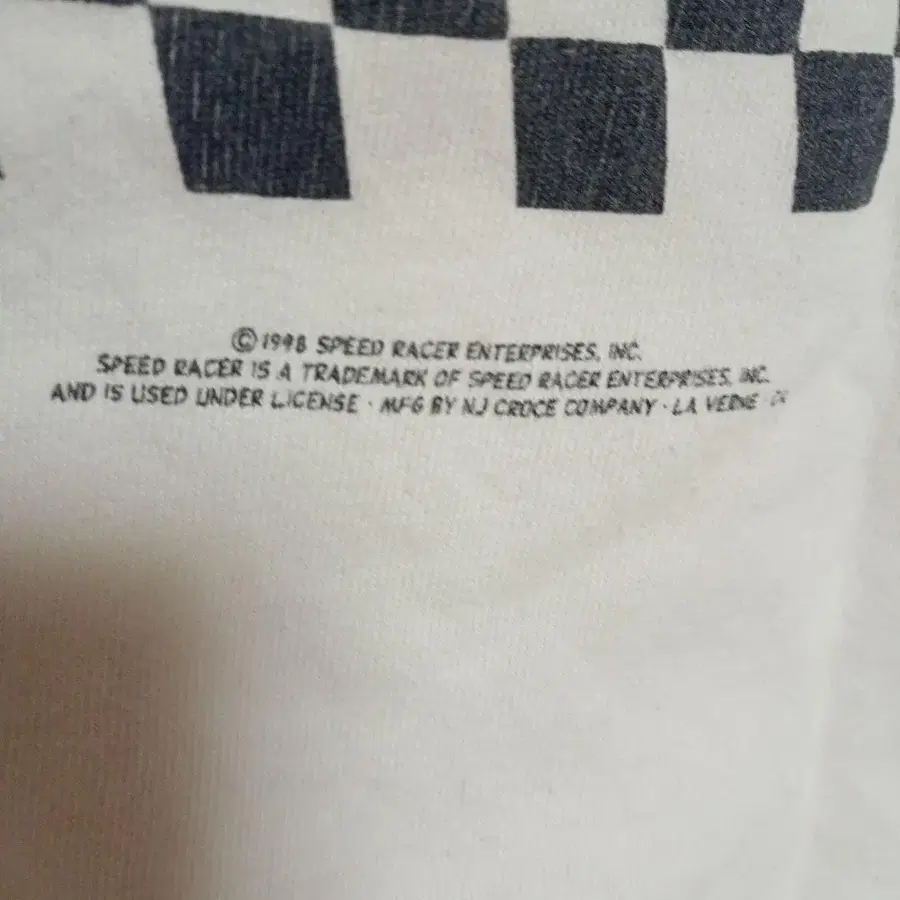 © 1998 SPEED RACER ENTERPRISES, INC.
SPEED RACER IS A TRADEMARK OF SPEED RACER ENTERPRISES, INC.
AND IS USED UNDER LICENSE · MFG BY NJ CROCE COMPANY · LA VERNE